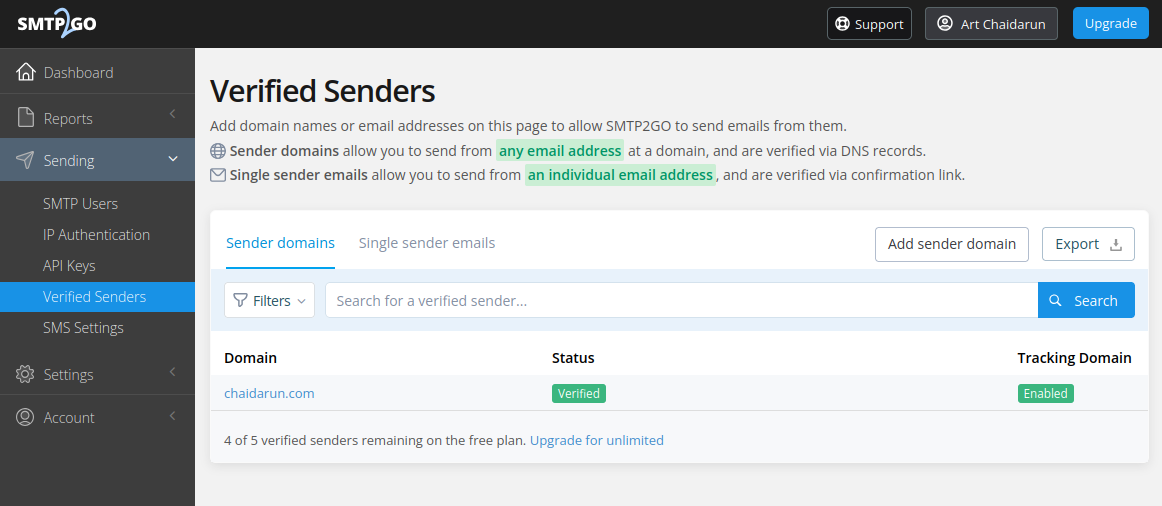 SMTP2GO
Support
Art Chaidarun
Upgrade
Dashboard
Reports
Sending
SMTP Users
IP Authentication
API Keys
Verified Senders
SMS Settings
Settings
Account
Verified Senders
Add domain names or email addresses on this page to allow SMTP2GO to send emails from them.
Sender domains allow you to send from any email address at a domain, and are verified via DNS records.
Single sender emails allow you to send from an individual email address, and are verified via confirmation link.
Sender domains Single sender emails Add sender domain Export
Filters Search for a verified sender... Search
Domain Status Tracking Domain
chaidarun.com Verified Enabled
4 of 5 verified senders remaining on the free plan. Upgrade for unlimited